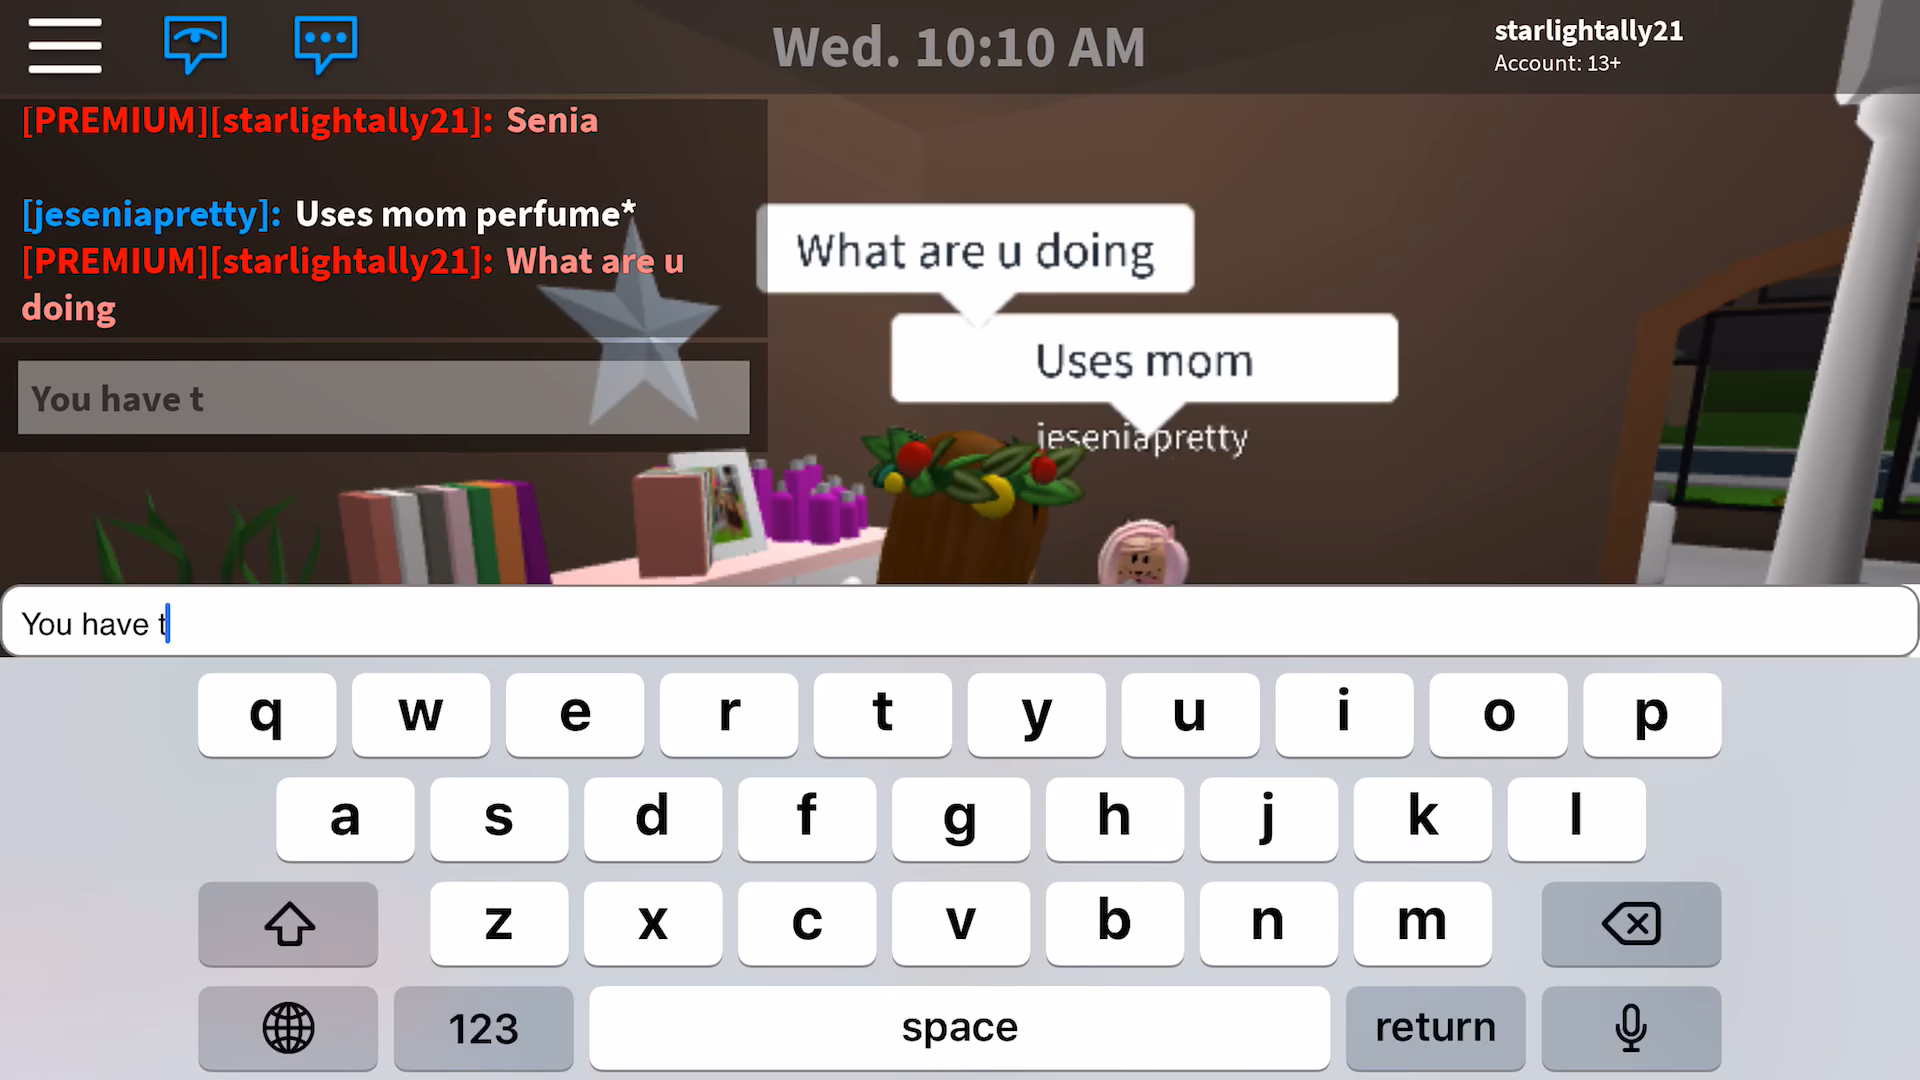 Wed. 10:10 AM
starlightally21
Account: 13+
[PREMIUM][starlightally21]: Senia
[jeseniapretty]: Uses mom perfume*
[PREMIUM][starlightally21]: What are u
doing
You have t
What are u doing
Uses mom
jeseniapretty
You have t
q w e r t y u i o p
a s d f g h j k l
z x c v b n m
123 space return